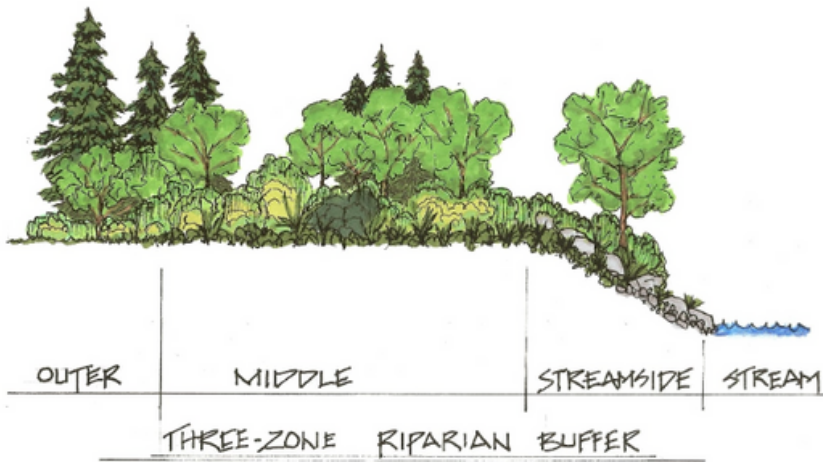 OUTER MIDDLE STREAMSIDE STREAM
THREE-ZONE RIPARIAN BUFFER